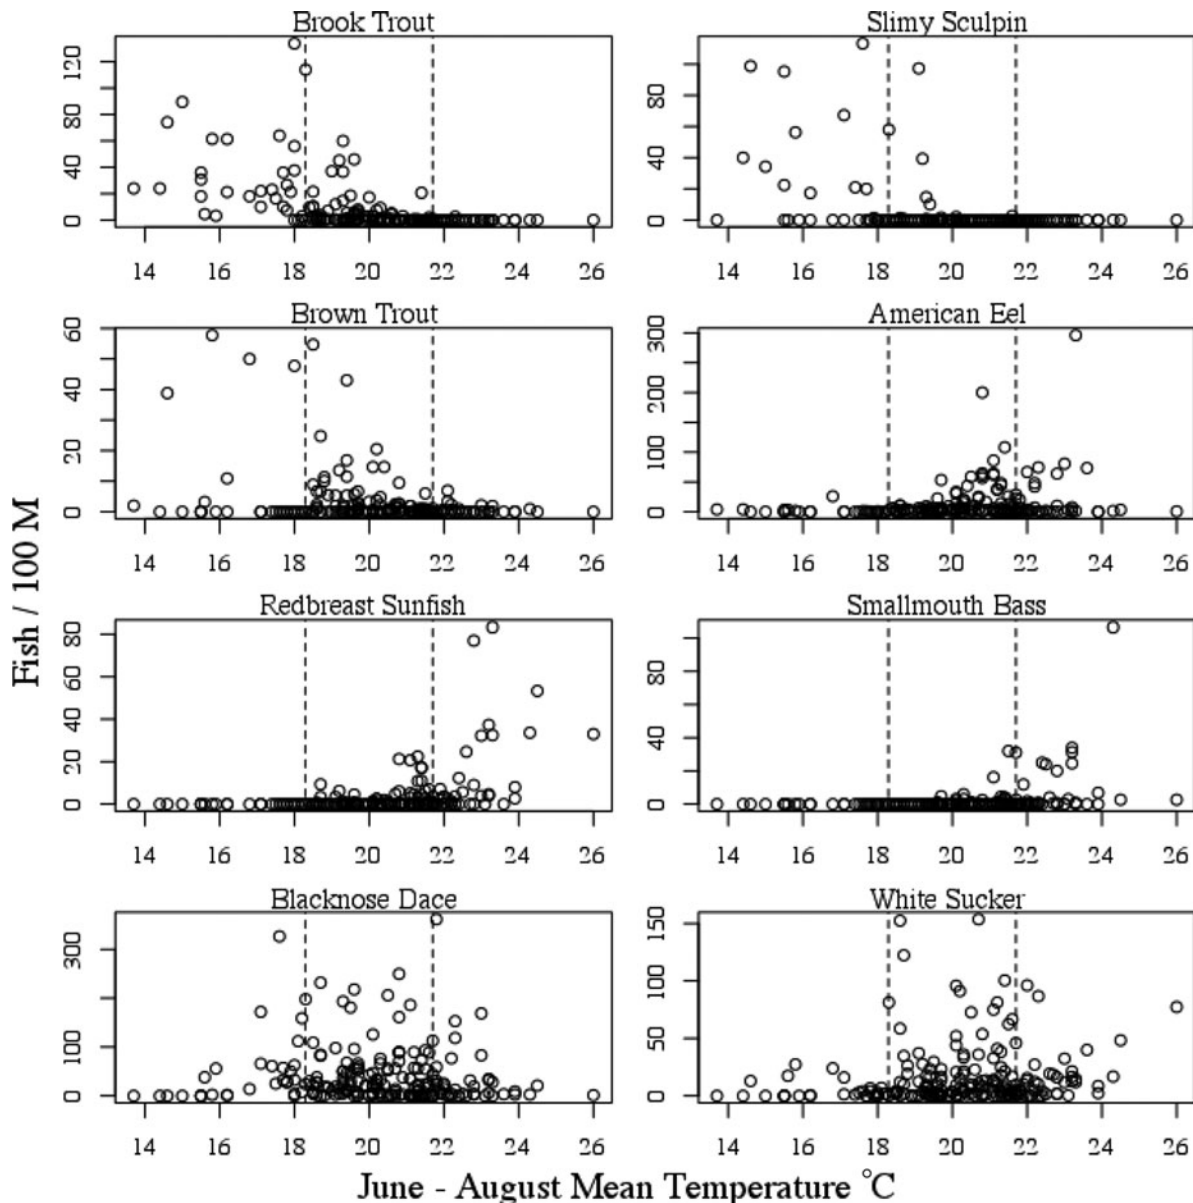 Brook Trout Slimy Sculpin
0 40 80 120 0 40 80
14 16 18 20 22 24 26 14 16 18 20 22 24 26
Brown Trout American Eel
0 20 40 60 0 100 200 300
14 16 18 20 22 24 26 14 16 18 20 22 24 26
Fish / 100 M
Redbreast Sunfish Smallmouth Bass
0 20 40 60 80 0 40 80
14 16 18 20 22 24 26 14 16 18 20 22 24 26
Blacknose Dace White Sucker
0 100 300 0 50 100 150
14 16 18 20 22 24 26 14 16 18 20 22 24 26
June - August Mean Temperature °C